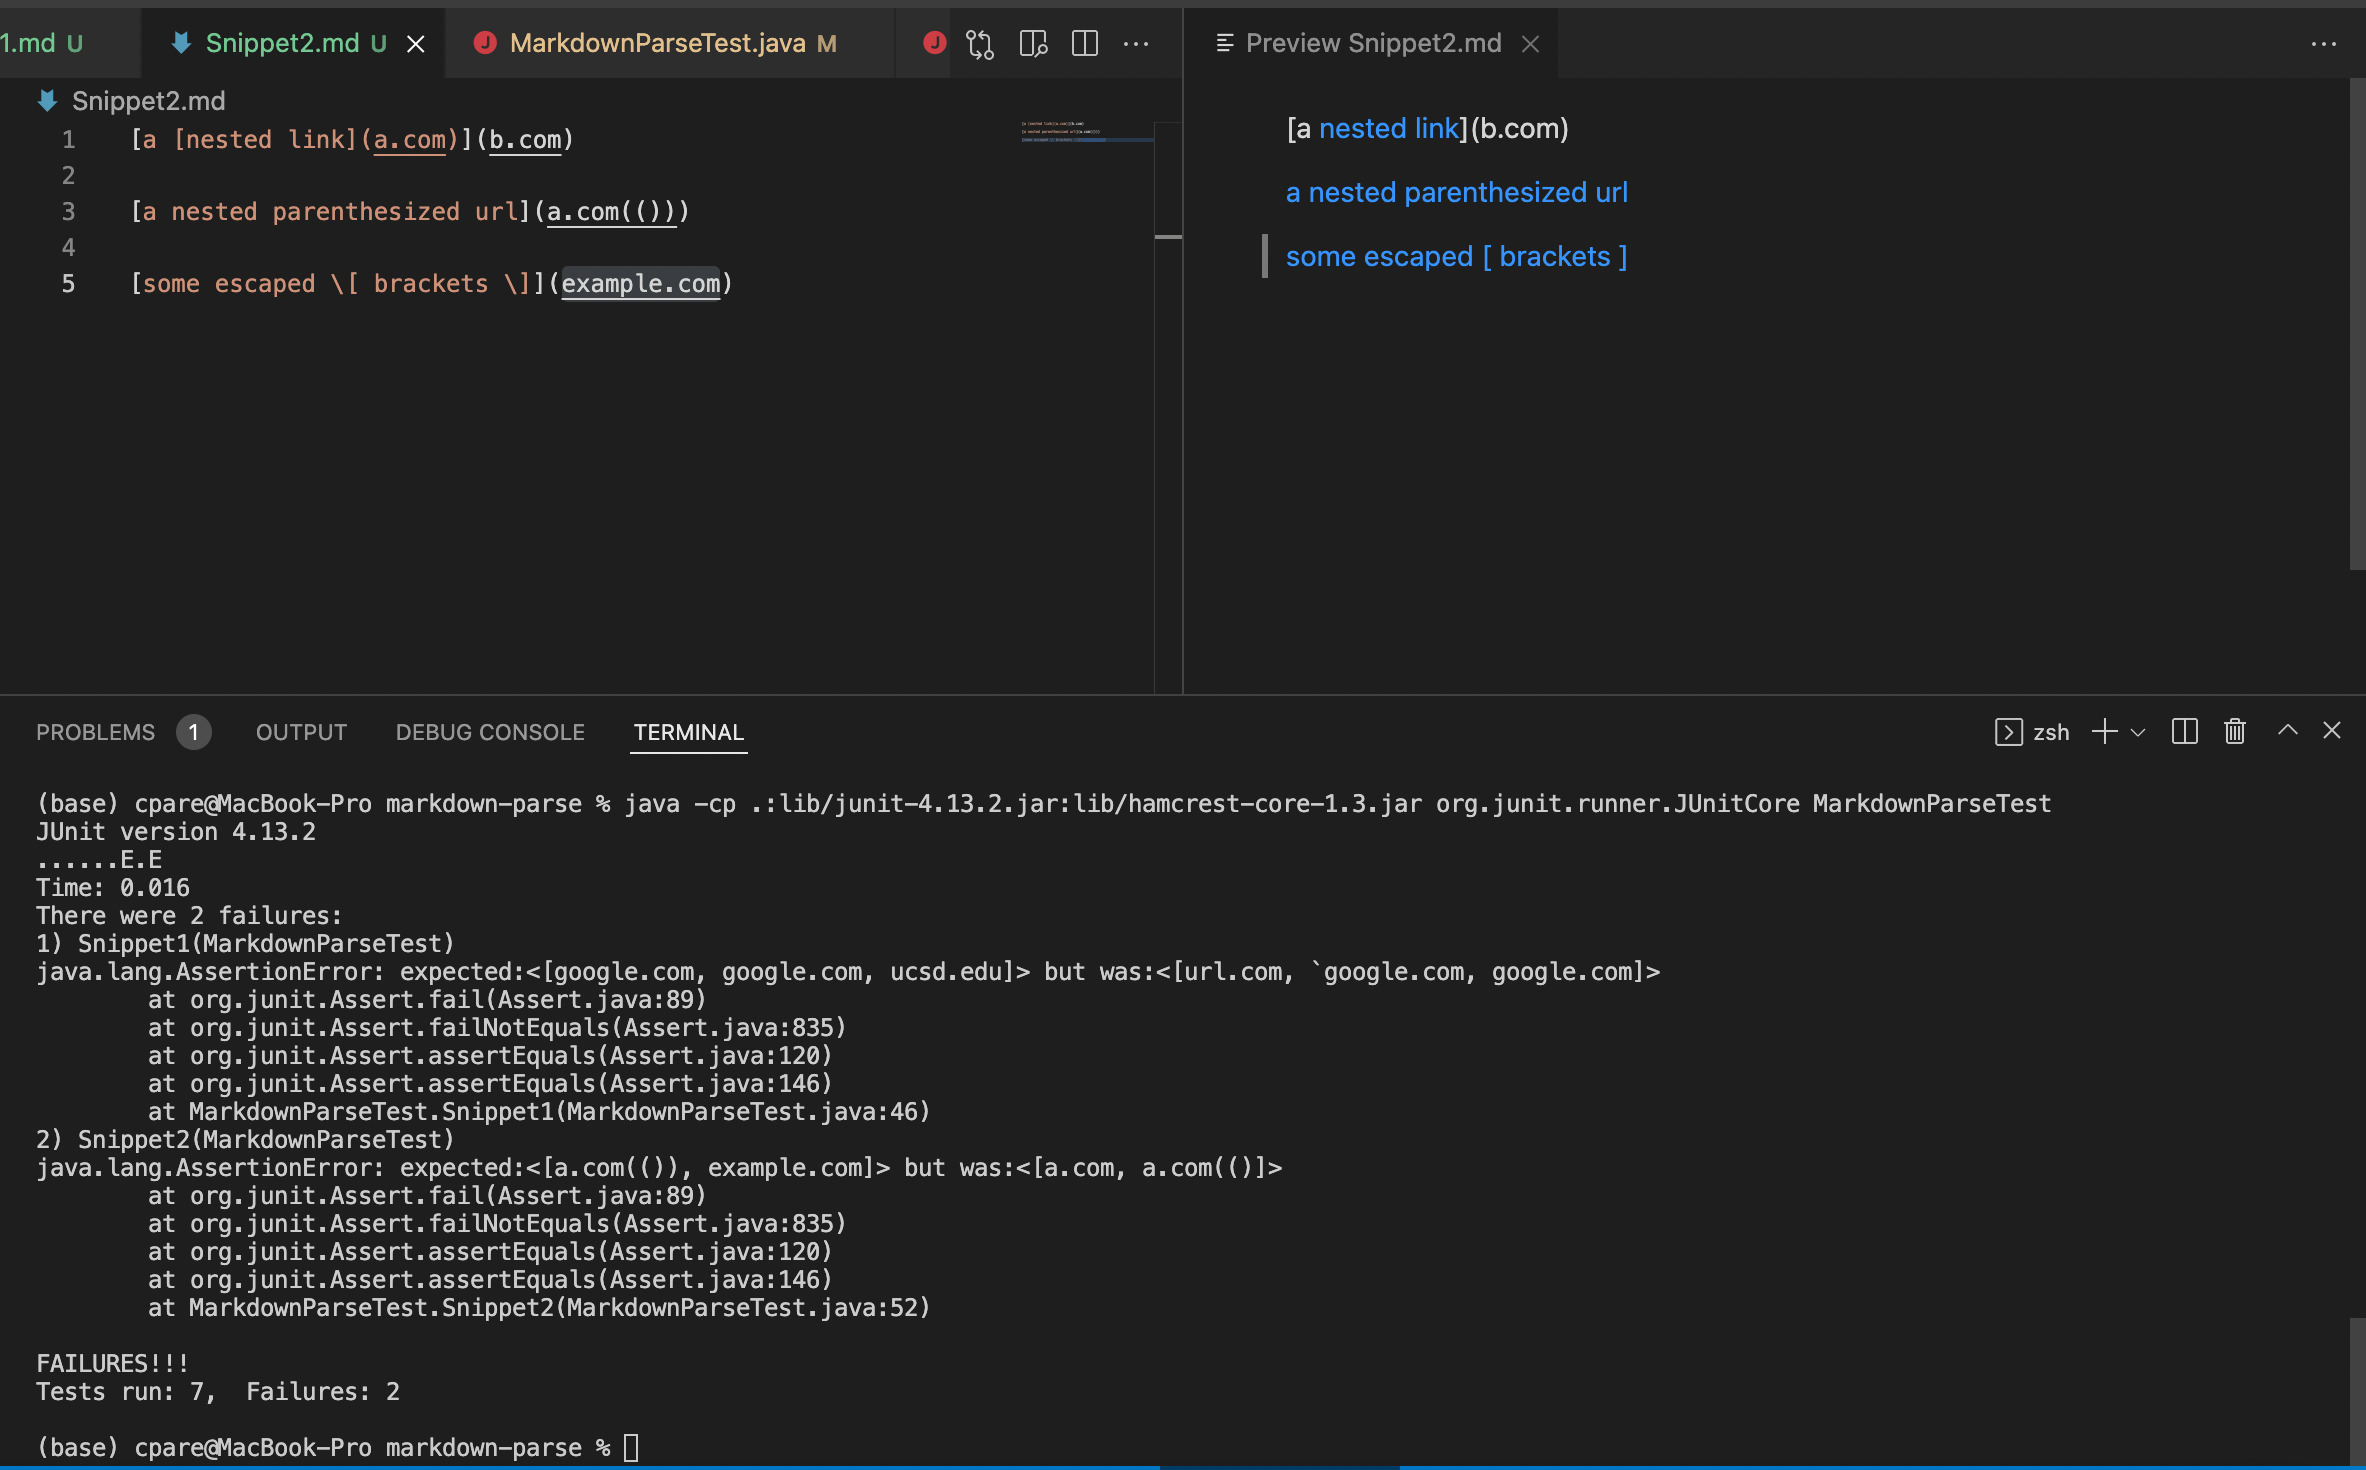 1.md U
Snippet2.md U
MarkdownParseTest.java M
Preview Snippet2.md
Snippet2.md
1 [a [nested link](a.com)](b.com)
2
3 [a nested parenthesized url](a.com(()))
4
5 [some escaped \[ brackets \]](example.com)
[a nested link](b.com)
a nested parenthesized url
some escaped [ brackets ]
PROBLEMS 1 OUTPUT DEBUG CONSOLE TERMINAL
zsh
(base) cpare@MacBook-Pro markdown-parse % java -cp .:lib/junit-4.13.2.jar:lib/hamcrest-core-1.3.jar org.junit.runner.JUnitCore MarkdownParseTest
JUnit version 4.13.2
......E.E
Time: 0.016
There were 2 failures:
1) Snippet1(MarkdownParseTest)
java.lang.AssertionError: expected:<[google.com, google.com, ucsd.edu]> but was:<[url.com, `google.com, google.com]>
at org.junit.Assert.fail(Assert.java:89)
at org.junit.Assert.failNotEquals(Assert.java:835)
at org.junit.Assert.assertEquals(Assert.java:120)
at org.junit.Assert.assertEquals(Assert.java:146)
at MarkdownParseTest.Snippet1(MarkdownParseTest.java:46)
2) Snippet2(MarkdownParseTest)
java.lang.AssertionError: expected:<[a.com(()), example.com]> but was:<[a.com, a.com(()]>
at org.junit.Assert.fail(Assert.java:89)
at org.junit.Assert.failNotEquals(Assert.java:835)
at org.junit.Assert.assertEquals(Assert.java:120)
at org.junit.Assert.assertEquals(Assert.java:146)
at MarkdownParseTest.Snippet2(MarkdownParseTest.java:52)
FAILURES!!!
Tests run: 7,  Failures: 2
(base) cpare@MacBook-Pro markdown-parse %